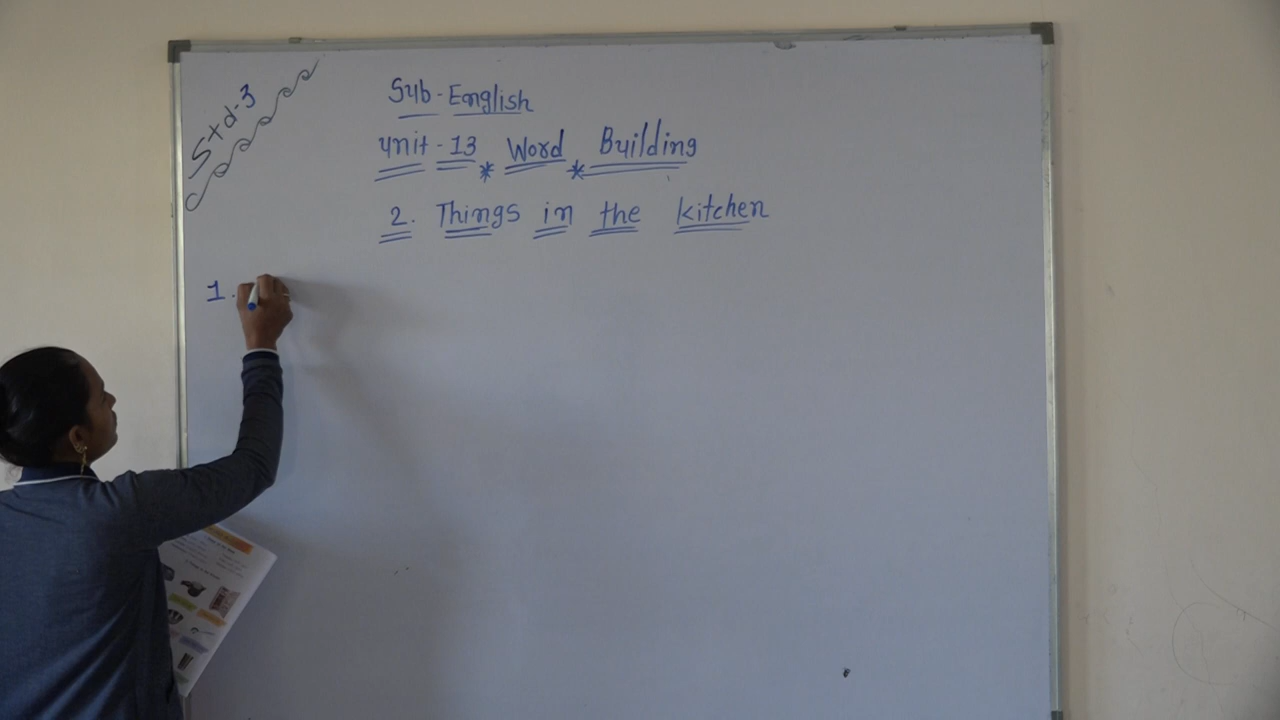 Std-3
Sub-English
Unit-13 * Word * Building
2. Things in the kitchen
1.